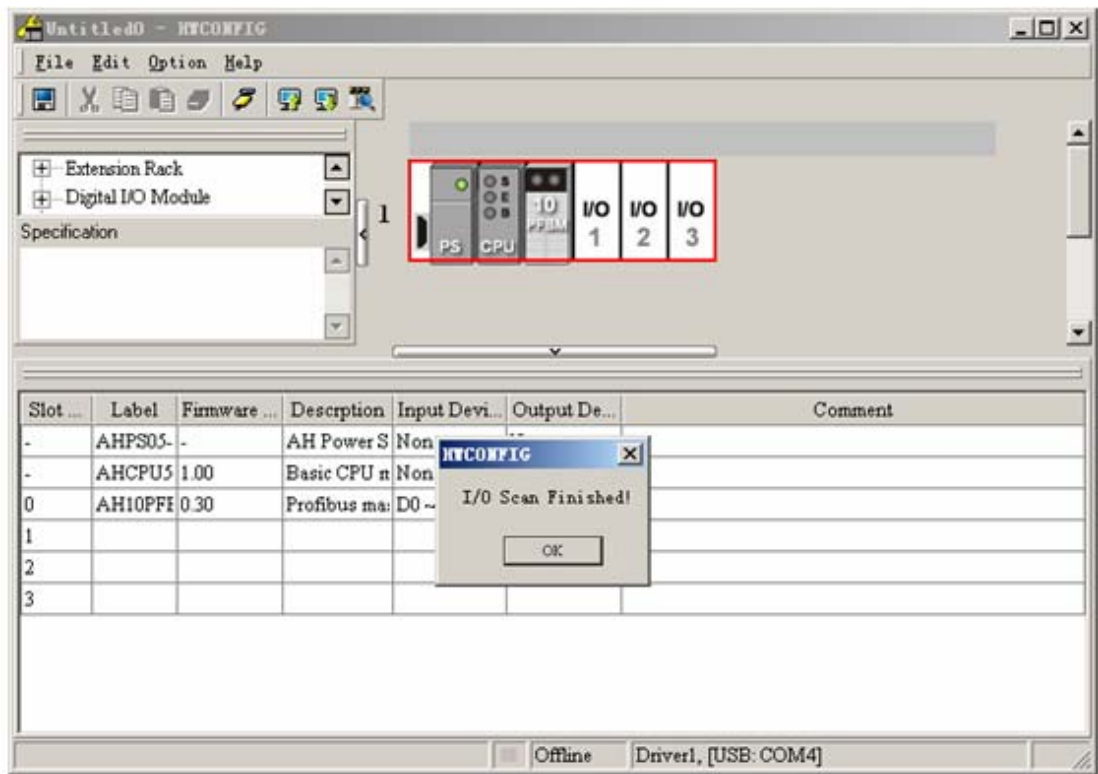 Untitled0 - HWCONFIG
File Edit Option Help
Extension Rack
Digital I/O Module
Specification
1
PS CPU 10 I/O 1 I/O 2 I/O 3
S
E
B
Slot ... Label Firmware ... Descrption Input Devi... Output De... Comment
- AHPS05- - AH Power S Non
- AHCPU5 1.00 Basic CPU m Non
0 AH10PFE 0.30 Profibus ma: D0 ~
1
2
3
HWCONFIG
I/O Scan Finished!
OK
Offline Driver1, [USB: COM4]